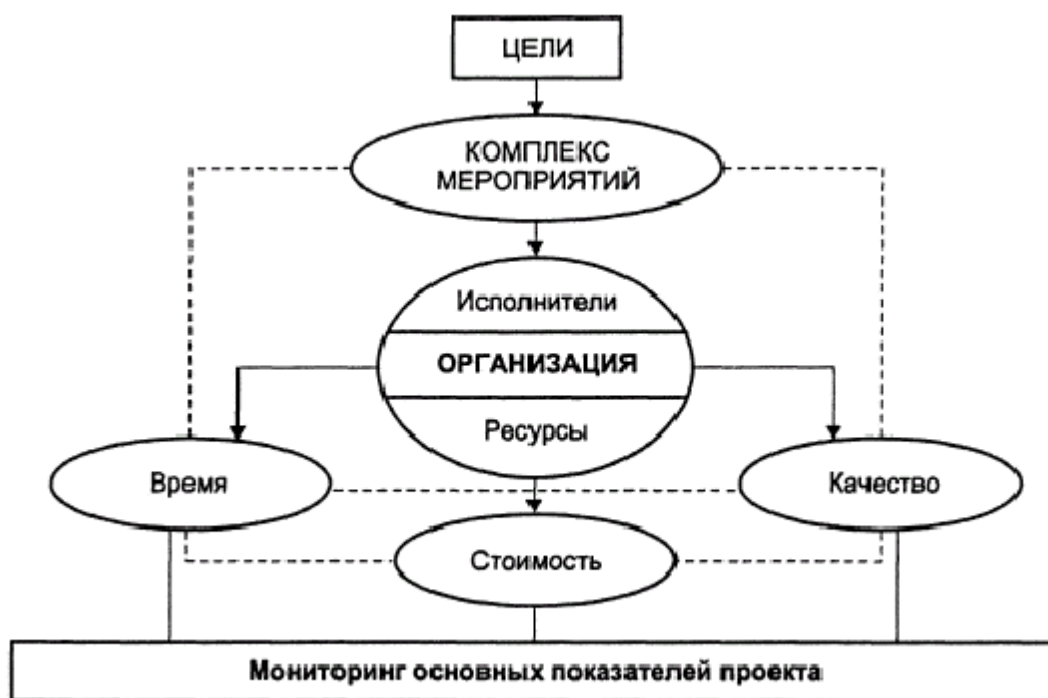 ЦЕЛИ
КОМПЛЕКС
МЕРОПРИЯТИЙ
Исполнители
ОРГАНИЗАЦИЯ
Ресурсы
Время
Качество
Стоимость
Мониторинг основных показателей проекта